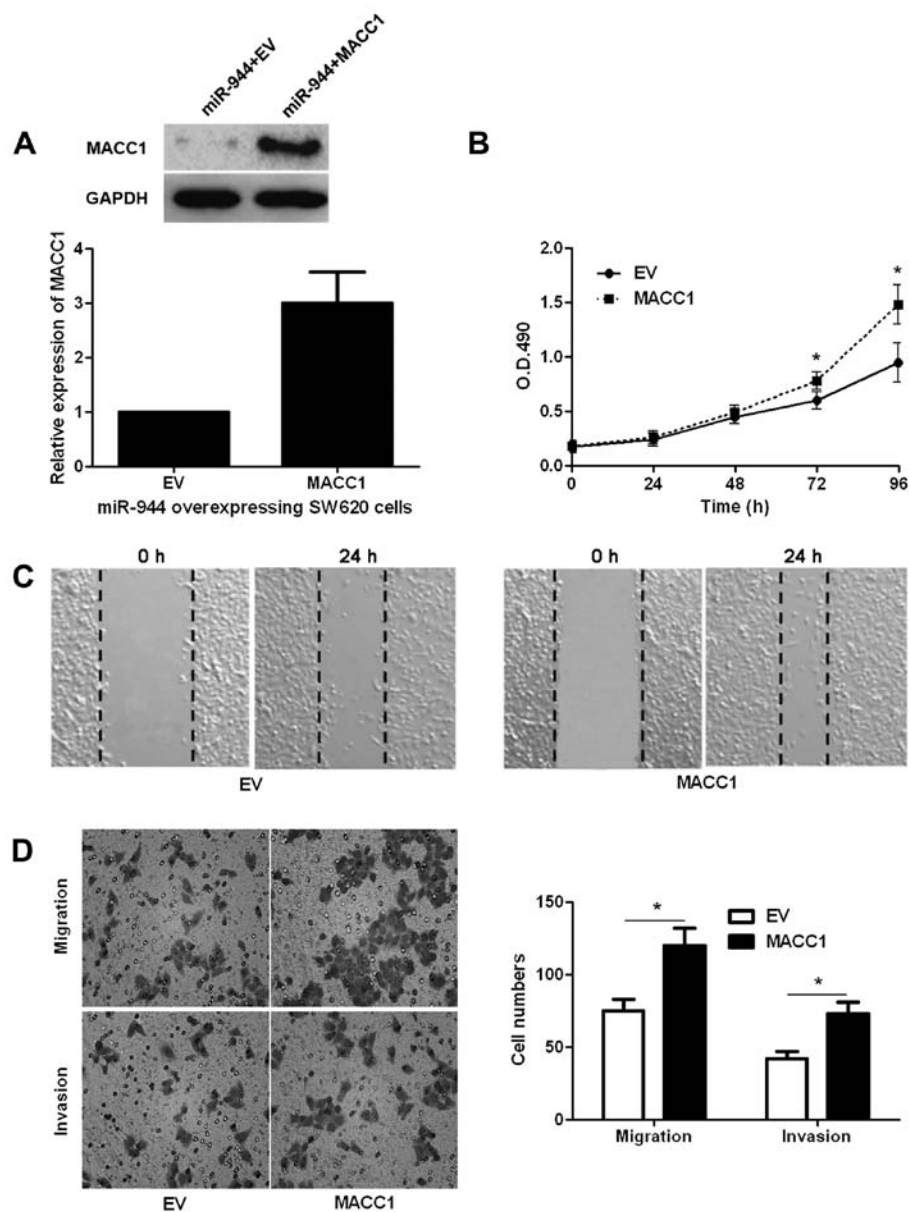 miR-944+EV
miR-944+MACC1
A
MACC1
GAPDH
Relative expression of MACC1
4
3
2
1
0
EV
MACC1
miR-944 overexpressing SW620 cells
B
O.D.490
2.0
1.5
1.0
0.5
0.0
EV
MACC1
*
*
0
24
48
72
96
Time (h)
C
0 h
24 h
0 h
24 h
EV
MACC1
D
Migration
Invasion
EV
MACC1
Cell numbers
150
100
50
0
EV
MACC1
*
*
Migration
Invasion